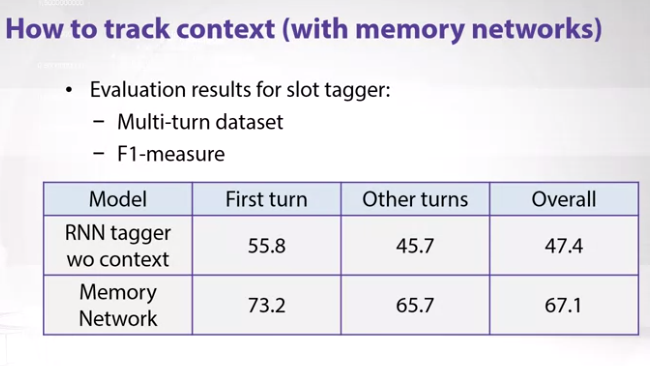 How to track context (with memory networks)
• Evaluation results for slot tagger:
– Multi-turn dataset
– F1-measure
Model First turn Other turns Overall
RNN tagger
wo context 55.8 45.7 47.4
Memory
Network 73.2 65.7 67.1